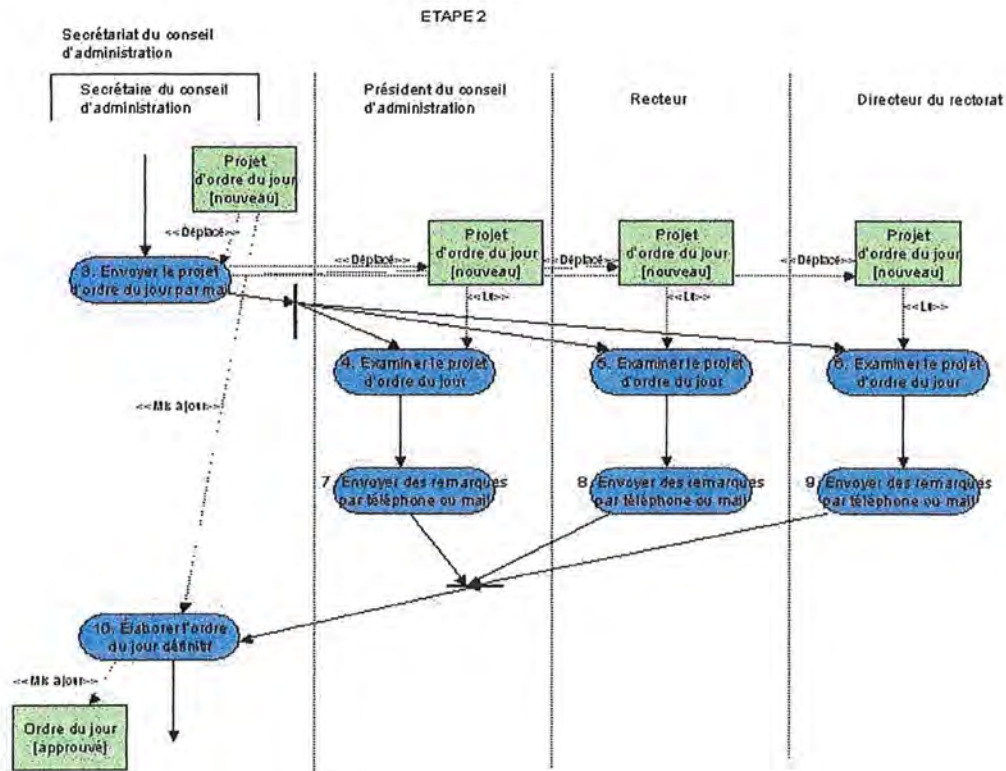 ETAPE 2
Secrétariat du conseil
d'administration
Secrétaire du conseil
d'administration
Président du conseil
d'administration
Recteur
Directeur du rectorat
Projet
d'ordre du jour
[nouveau]
<<Déplacé>>
3. Envoyer le projet
d'ordre du jour par mail
<<Déplacé>>
Projet
d'ordre du jour
[nouveau]
<<Déplacé>>
Projet
d'ordre du jour
[nouveau]
<<Déplacé>>
Projet
d'ordre du jour
[nouveau]
<<Lt>>
<<Lt>>
<<Lt>>
4. Examiner le projet
d'ordre du jour
5. Examiner le projet
d'ordre du jour
6. Examiner le projet
d'ordre du jour
<<Mis à jour>>
7. Envoyer des remarques
par téléphone ou mail
8. Envoyer des remarques
par téléphone ou mail
9. Envoyer des remarques
par téléphone ou mail
10. Élaborer l'ordre
du jour définitif
<<Mis à jour>>
Ordre du jour
[approuvé]